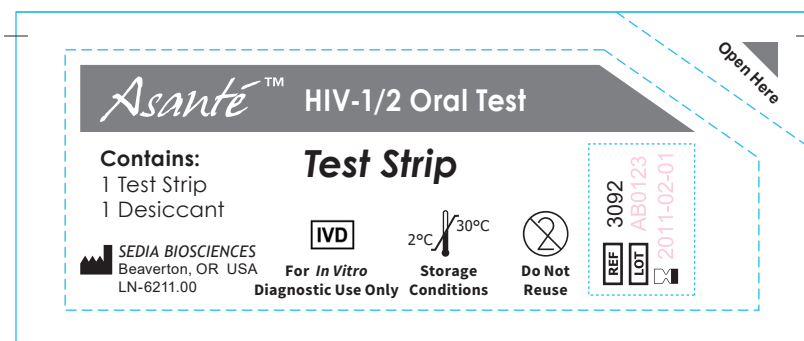 Asanté™ HIV-1/2 Oral Test
Open Here
Contains:
1 Test Strip
1 Desiccant
Test Strip
SEDIA BIOSCIENCES
Beaverton, OR USA
LN-6211.00
IVD
For In Vitro
Diagnostic Use Only
2°C
30°C
Storage
Conditions
2
Do Not
Reuse
REF 3092
LOT AB0123
2011-02-01